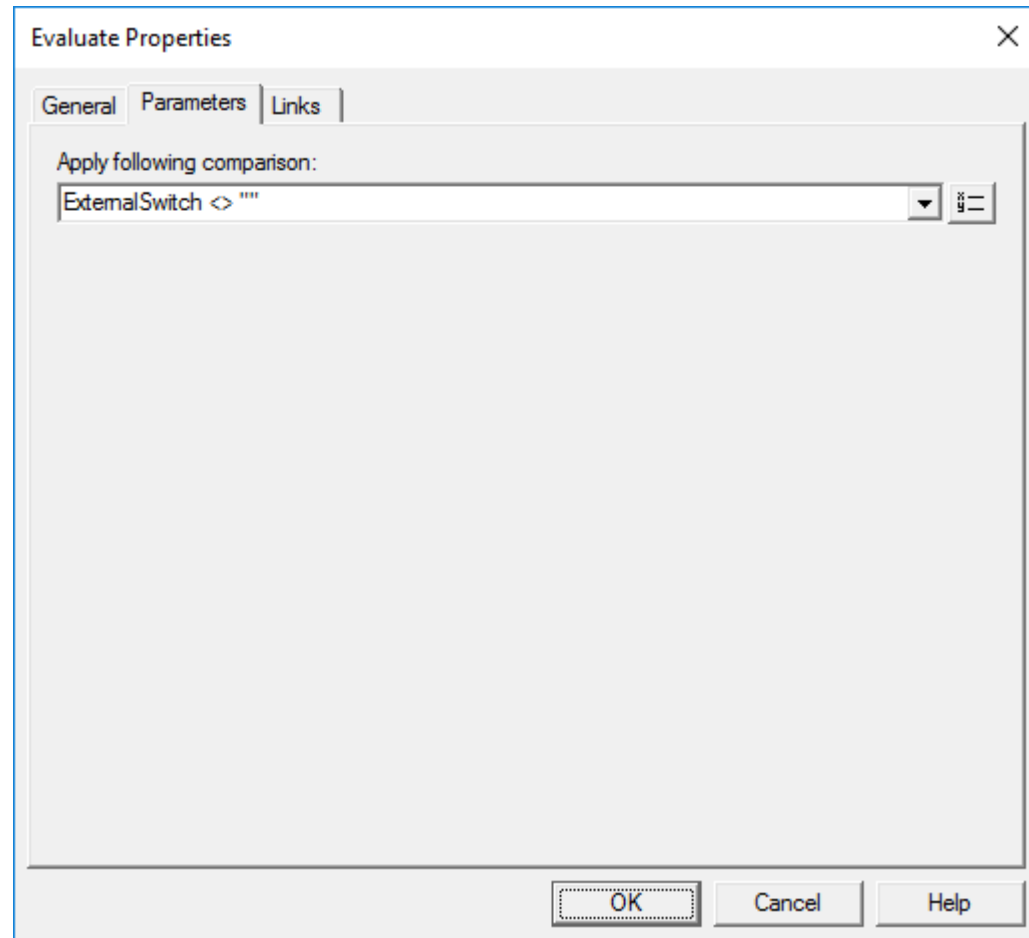 Evaluate Properties
General Parameters Links
Apply following comparison:
ExternalSwitch <> ""
x
y
OK Cancel Help